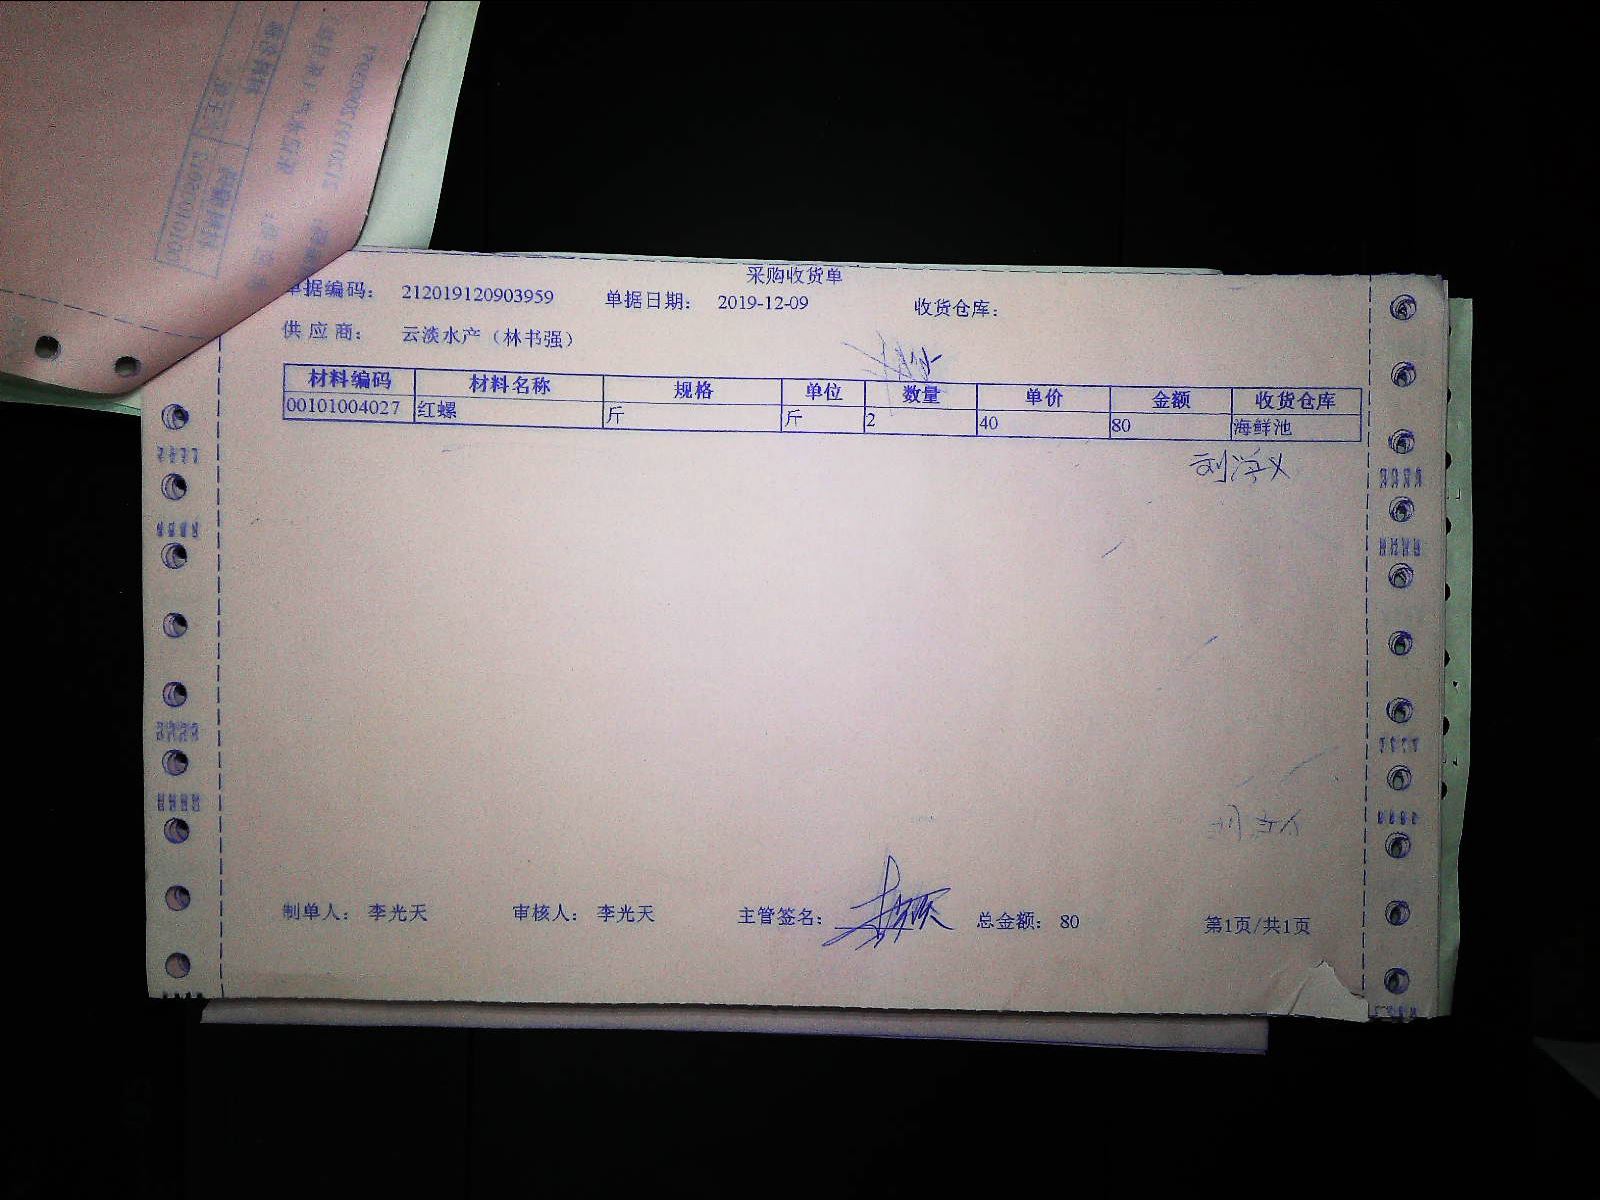 采购收货单
单据编码: 212019120903959 单据日期: 2019-12-09 收货仓库:
供应商: 云淡水产（林书强）
材料编码 材料名称 规格 单位 数量 单价 金额 收货仓库
00101004027 红螺 斤 斤 2 40 80 海鲜池
制单人: 李光天 审核人: 李光天 主管签名: 总金额: 80 第1页/共1页